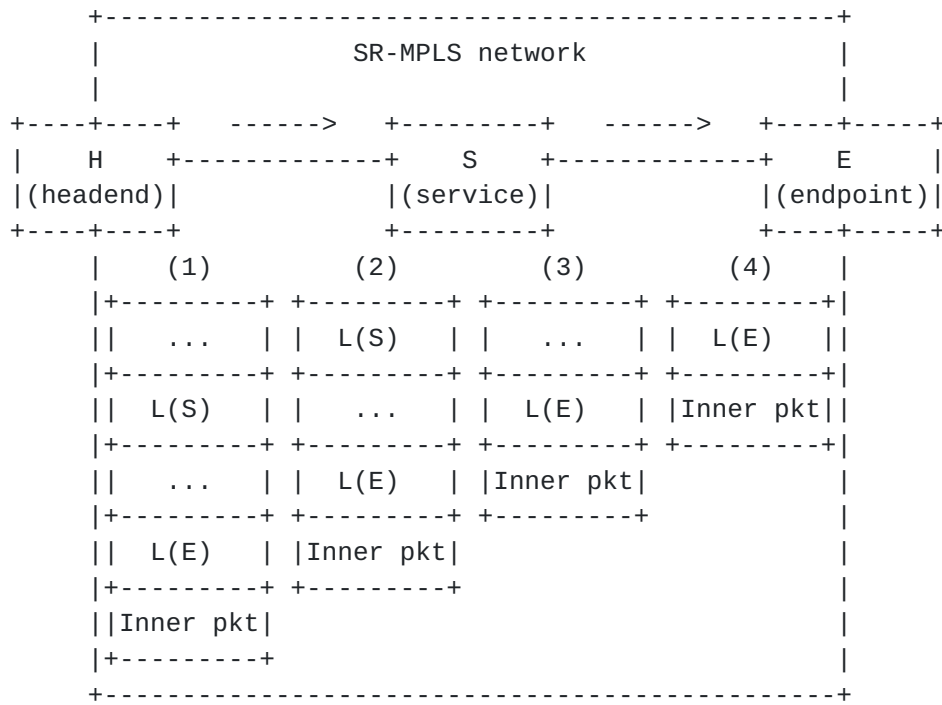 +-----------------------------------------------+
|                SR-MPLS network                |
|                                               |
+----+----+   ------>   +---------+   ------>   +----+-----+
|    H    +-------------+    S    +-------------+    E     |
|(headend)|             |(service)|             |(endpoint)|
+----+----+             +---------+             +----+-----+
|    (1)         (2)         (3)         (4)    |
|+---------+ +---------+ +---------+ +---------+|
||   ...   | |  L(S)   | |   ...   | |  L(E)   ||
|+---------+ +---------+ +---------+ +---------+|
||  L(S)   | |   ...   | |  L(E)   | |Inner pkt||
|+---------+ +---------+ +---------+ +---------+|
||   ...   | |  L(E)   | |Inner pkt|            |
|+---------+ +---------+ +---------+            |
||  L(E)   | |Inner pkt|                        |
|+---------+ +---------+                        |
||Inner pkt|                                    |
|+---------+                                    |
+-----------------------------------------------+